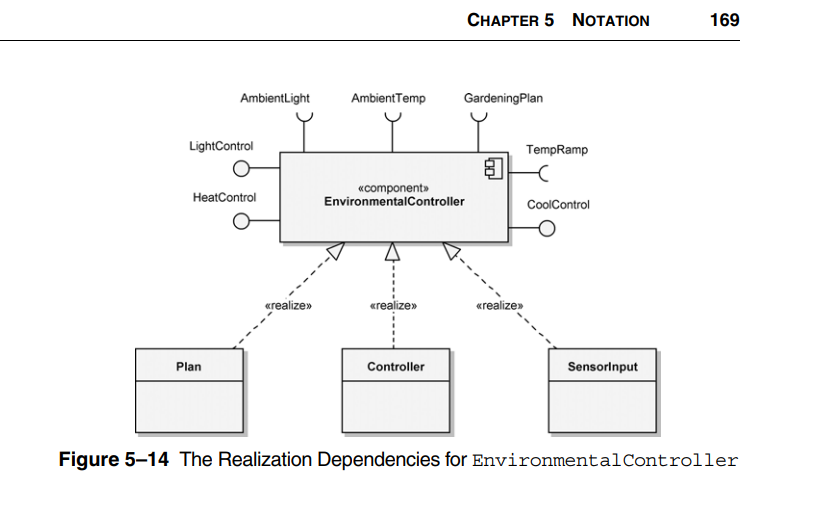 CHAPTER 5 NOTATION 169
AmbientLight AmbientTemp GardeningPlan
LightControl
TempRamp
«component»
EnvironmentalController
HeatControl
CoolControl
«realize» «realize» «realize»
Plan Controller SensorInput
Figure 5–14 The Realization Dependencies for EnvironmentalController